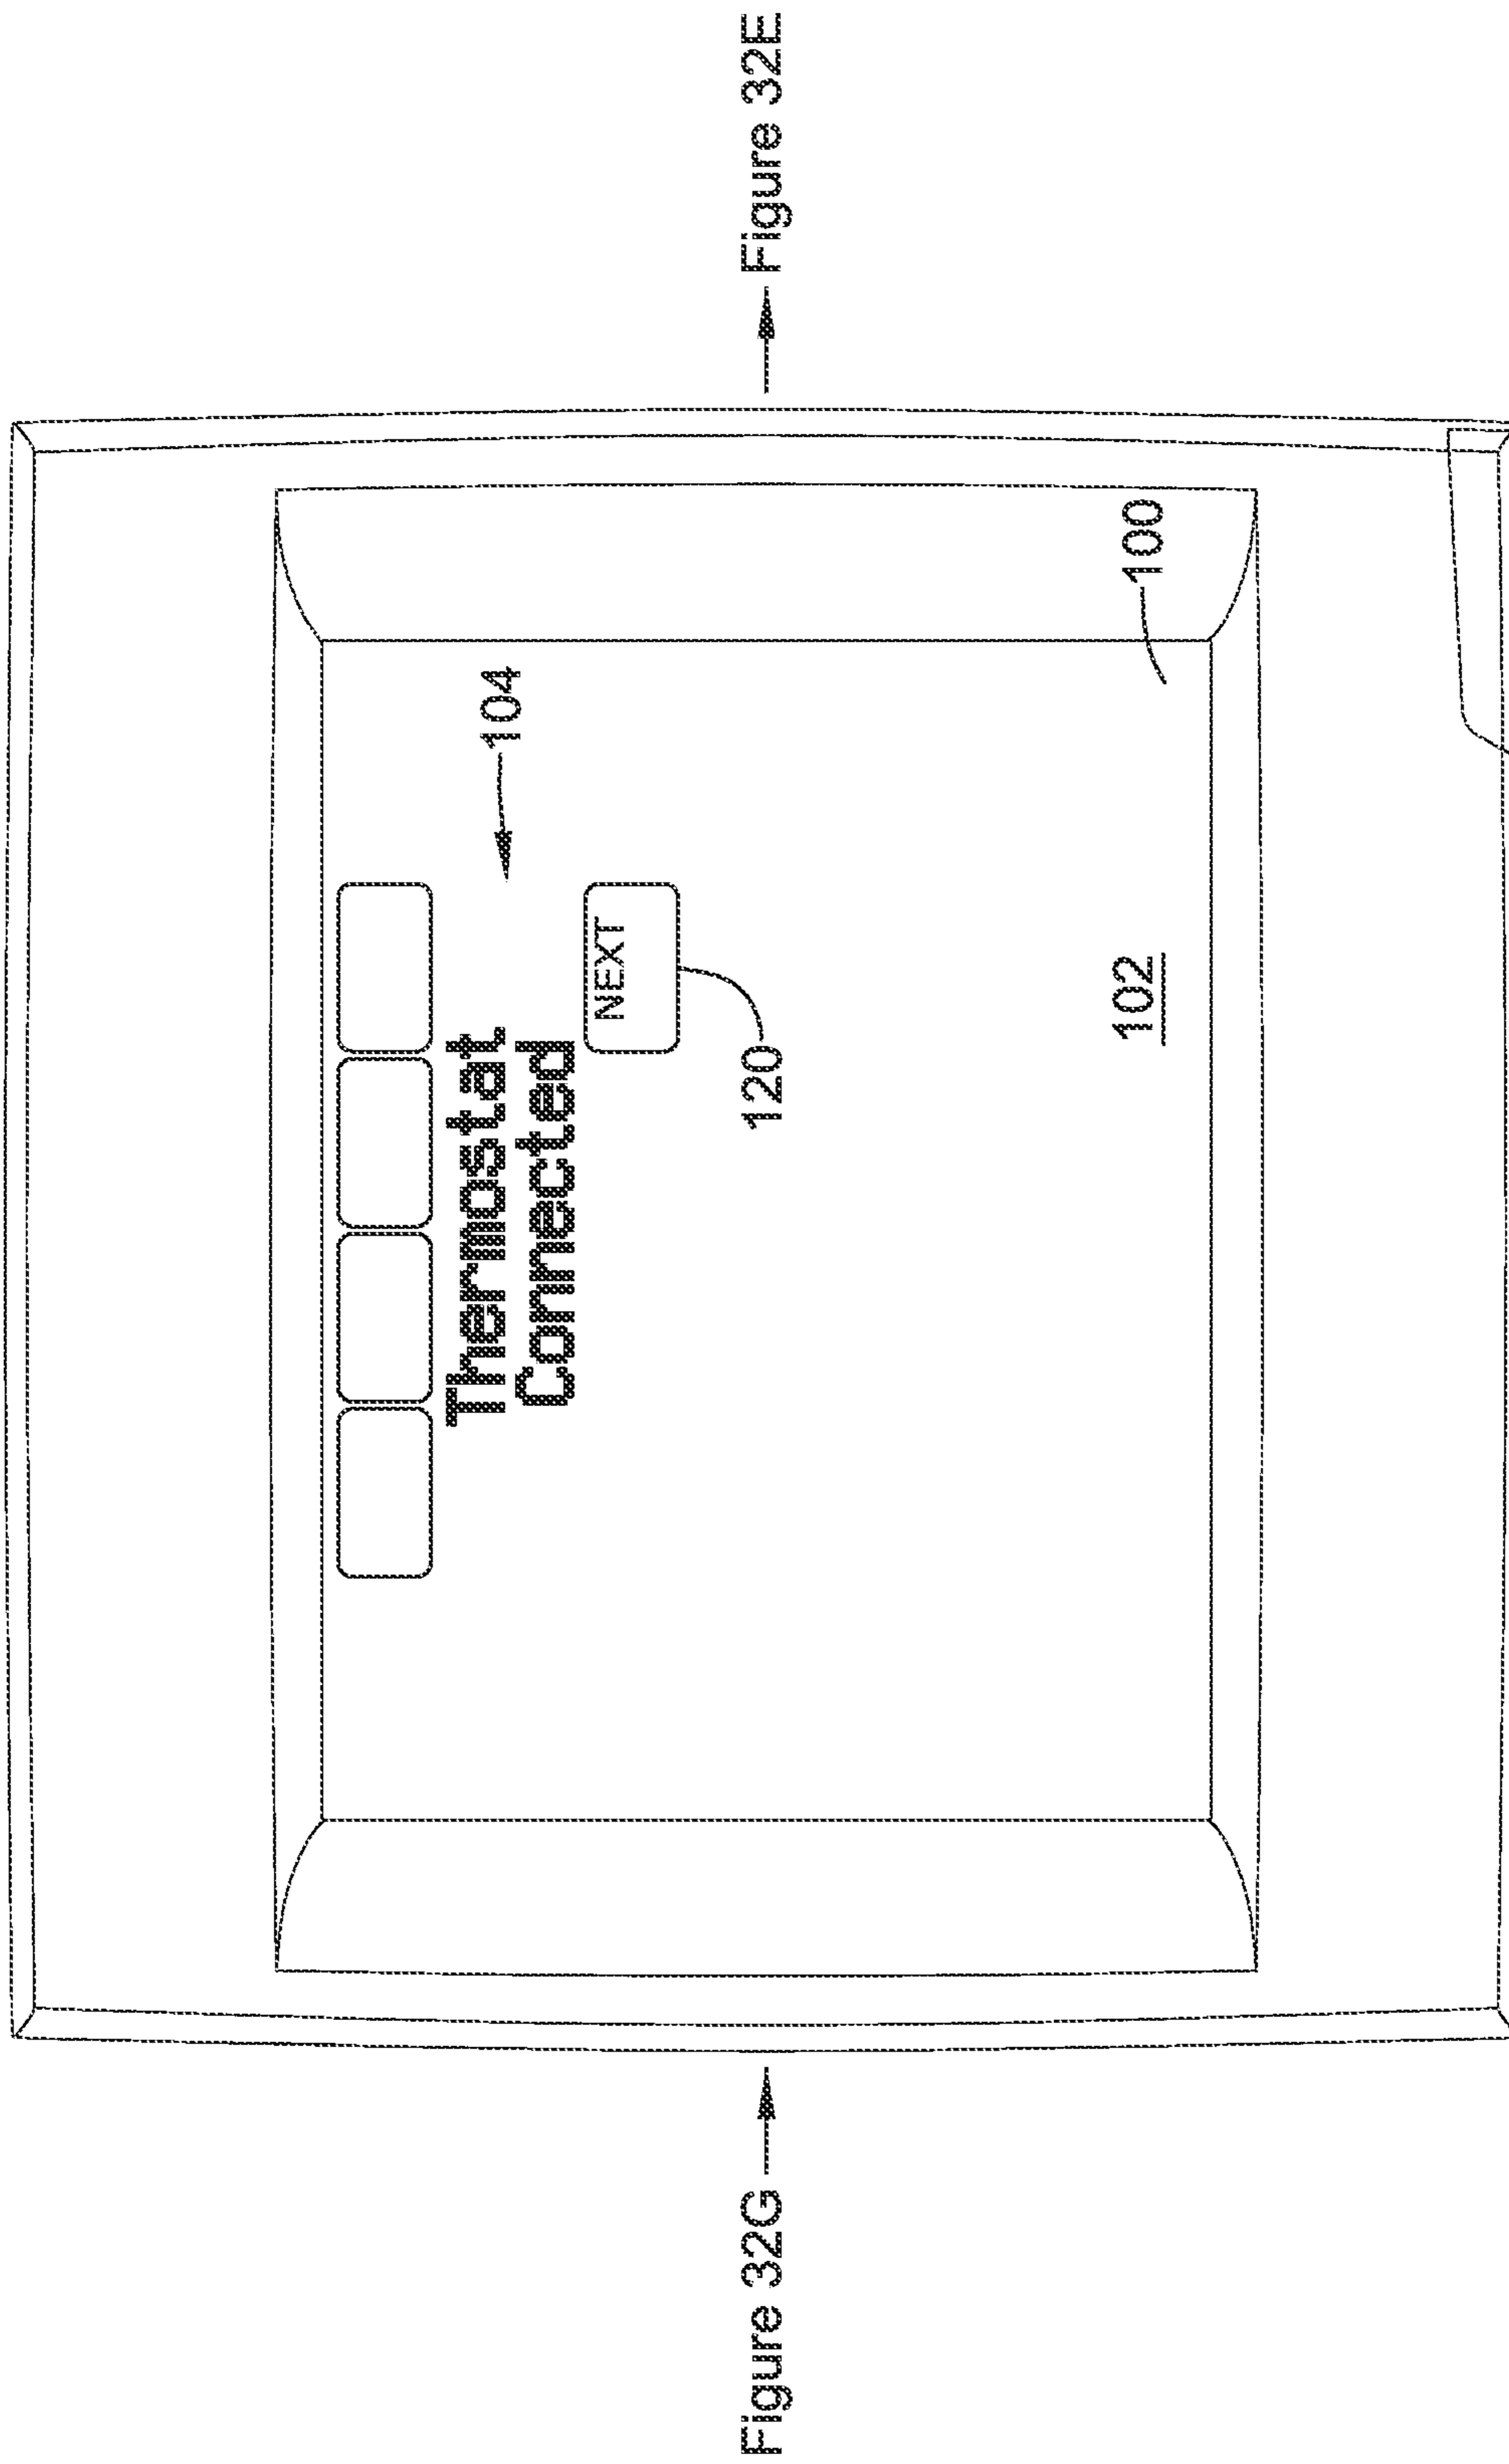 104
Thermostat
Connected
NEXT
120
Figure 32G
Figure 32E
102
100